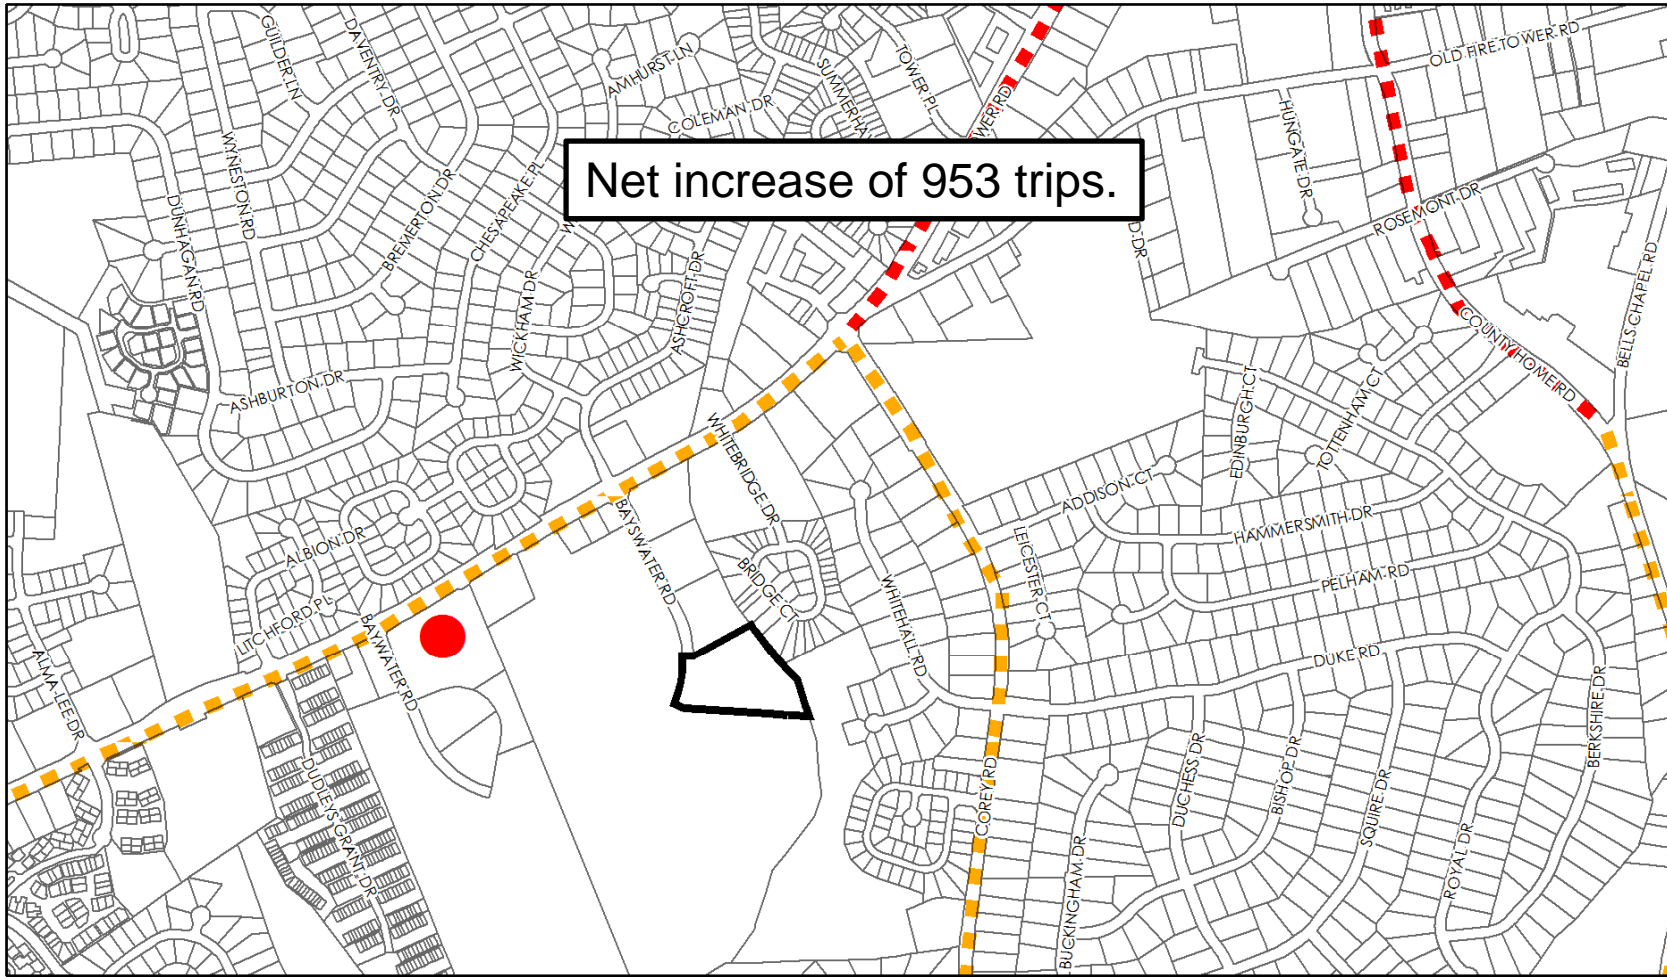 GUILDER LN
DAVENTRY DR
AMHURST LN
TOWER PL
OLD FIRE TOWER RD
COLEMAN DR
HUNGATE DR
WYNESTON RD
Net increase of 953 trips.
BREMERTON DR
CHESAPEAKE PL
ROSEMONT DR
DUNHAGAN RD
WICKHAM DR
ASHCROFT DR
BELLS CHAPEL RD
COUNTY HOME RD
ASHBURTON DR
EDINBURGH CT
TOTTENHAM CT
WHITEBRIDGE DR
ADDISON CT
HAMMERSMITH DR
BAYSWATER RD
ALBION DR
LEICESTER CT
BRIDGE CT
PELHAM RD
LITCHFORD PL
WHITEHALL RD
BAYWATER RD
DUKE RD
ALMA LEE DR
BERKSHIRE DR
DUDLEYS GRANT DR
COREY RD
DUCHESS DR
BISHOP DR
SQUIRE DR
ROYAL DR
BUCKINGHAM DR